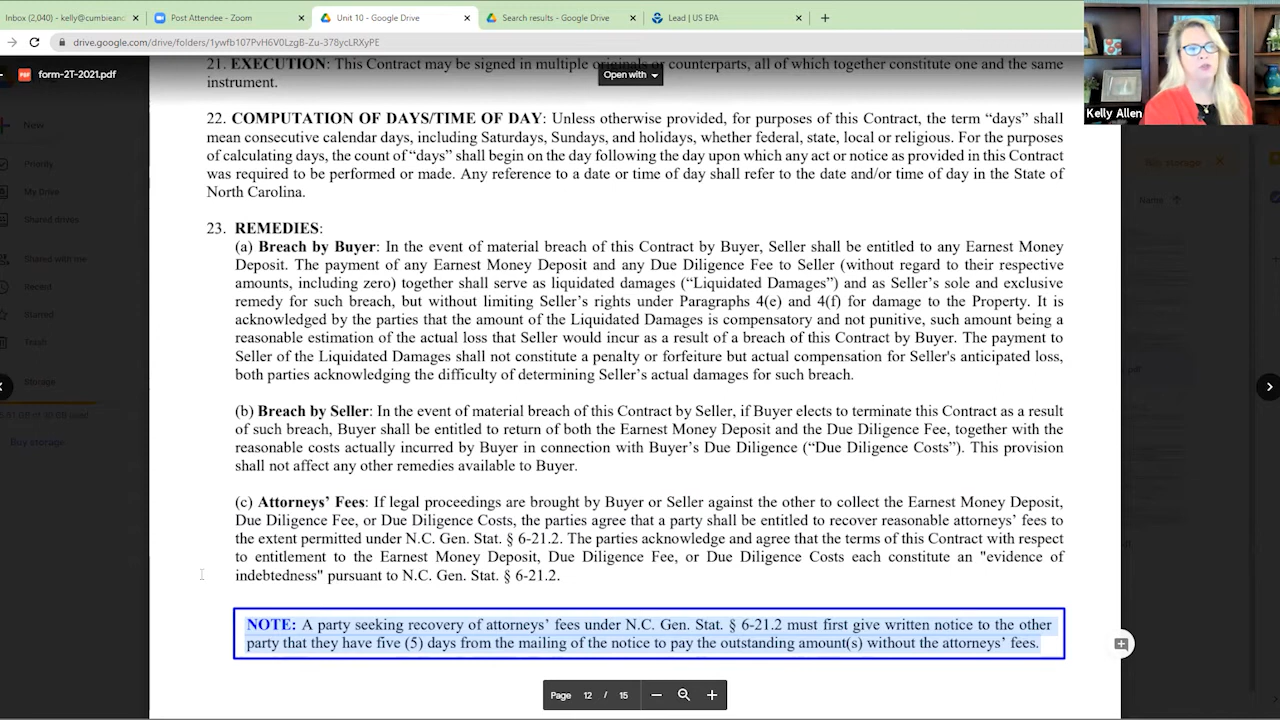 Inbox (2,040) - kelly@cumbieanc
Post Attendee - Zoom
Unit 10 - Google Drive
Search results - Google Drive
Lead | US EPA
drive.google.com/drive/folders/1ywfb107PvH6V0LzgB-Zu-378ycLRXyPE
form-2T-2021.pdf
Open with
Kelly Allen
21. EXECUTION: This Contract may be signed in multiple originals or counterparts, all of which together constitute one and the same
instrument.
22. COMPUTATION OF DAYS/TIME OF DAY: Unless otherwise provided, for purposes of this Contract, the term “days” shall
mean consecutive calendar days, including Saturdays, Sundays, and holidays, whether federal, state, local or religious. For the purposes
of calculating days, the count of “days” shall begin on the day following the day upon which any act or notice as provided in this Contract
was required to be performed or made. Any reference to a date or time of day shall refer to the date and/or time of day in the State of
North Carolina.
23. REMEDIES:
(a) Breach by Buyer: In the event of material breach of this Contract by Buyer, Seller shall be entitled to any Earnest Money
Deposit. The payment of any Earnest Money Deposit and any Due Diligence Fee to Seller (without regard to their respective
amounts, including zero) together shall serve as liquidated damages (“Liquidated Damages”) and as Seller's sole and exclusive
remedy for such breach, but without limiting Seller's rights under Paragraphs 4(e) and 4(f) for damage to the Property. It is
acknowledged by the parties that the amount of the Liquidated Damages is compensatory and not punitive, such amount being a
reasonable estimation of the actual loss that Seller would incur as a result of a breach of this Contract by Buyer. The payment to
Seller of the Liquidated Damages shall not constitute a penalty or forfeiture but actual compensation for Seller's anticipated loss,
both parties acknowledging the difficulty of determining Seller's actual damages for such breach.
(b) Breach by Seller: In the event of material breach of this Contract by Seller, if Buyer elects to terminate this Contract as a result
of such breach, Buyer shall be entitled to return of both the Earnest Money Deposit and the Due Diligence Fee, together with the
reasonable costs actually incurred by Buyer in connection with Buyer's Due Diligence (“Due Diligence Costs”). This provision
shall not affect any other remedies available to Buyer.
(c) Attorneys' Fees: If legal proceedings are brought by Buyer or Seller against the other to collect the Earnest Money Deposit,
Due Diligence Fee, or Due Diligence Costs, the parties agree that a party shall be entitled to recover reasonable attorneys' fees to
the extent permitted under N.C. Gen. Stat. § 6-21.2. The parties acknowledge and agree that the terms of this Contract with respect
to entitlement to the Earnest Money Deposit, Due Diligence Fee, or Due Diligence Costs each constitute an "evidence of
indebtedness" pursuant to N.C. Gen. Stat. § 6-21.2.
NOTE: A party seeking recovery of attorneys' fees under N.C. Gen. Stat. § 6-21.2 must first give written notice to the other
party that they have five (5) days from the mailing of the notice to pay the outstanding amount(s) without the attorneys' fees.
Page 12 / 15
New
Priority
My Drive
Shared drives
Shared with me
Recent
Starred
Trash
Storage
Buy storage
Name